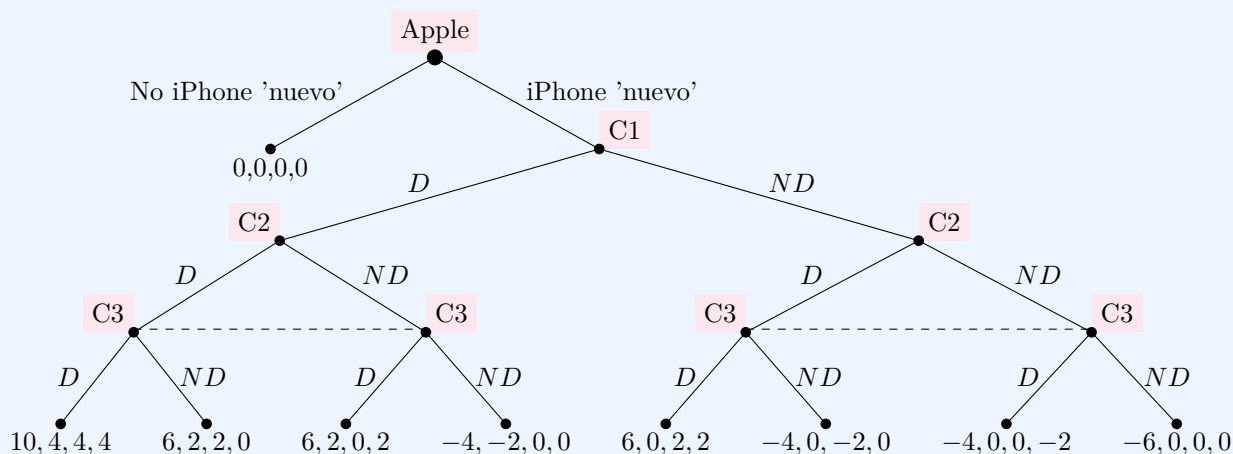 Apple
No iPhone 'nuevo'
iPhone 'nuevo'
C1
0,0,0,0
D
ND
C2
C2
D
ND
D
ND
C3
C3
C3
C3
D
ND
D
ND
D
ND
D
ND
10, 4, 4, 4
6, 2, 2, 0
6, 2, 0, 2
−4, −2, 0, 0
6, 0, 2, 2
−4, 0, −2, 0
−4, 0, 0, −2
−6, 0, 0, 0